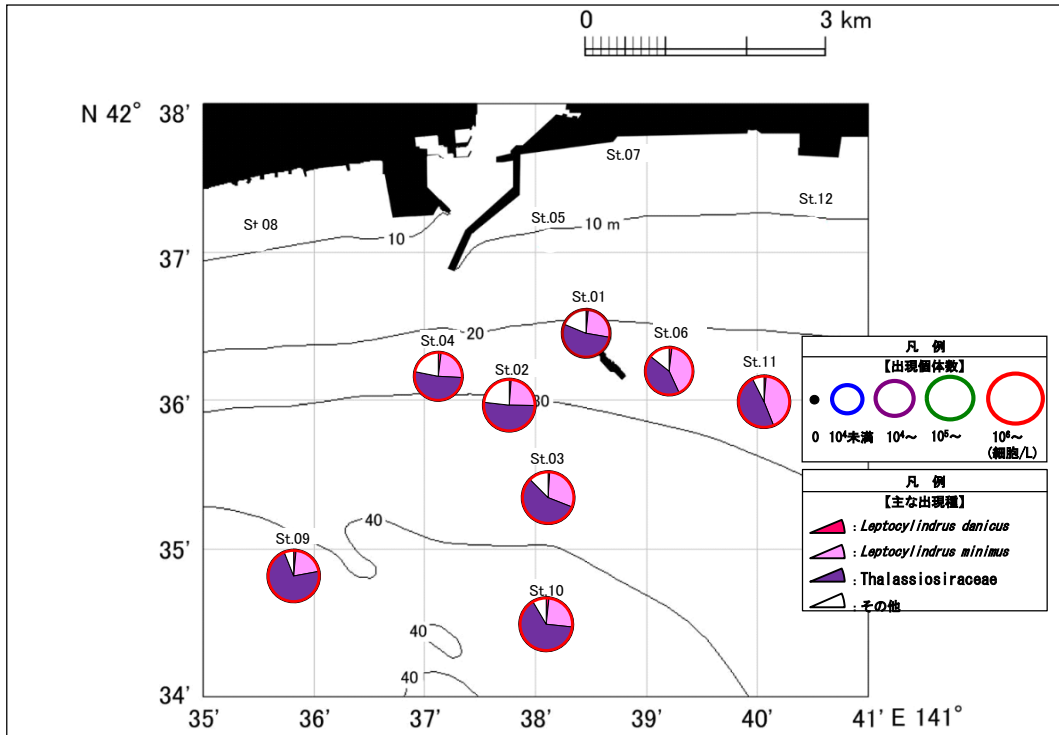 0 3 km
N 42° 38'
St.07
St.12
St 08
St.05
10 m
10
37'
St.01
20
St.04
St.06
St.02
St.11
36'
30
St.03
40
St.09
35'
St.10
40
40
34'
35' 36' 37' 38' 39' 40' 41' E 141°
凡 例
【出現個体数】
0 10⁴未満 10⁴~ 10⁵~ 10⁶~
(細胞/L)
凡 例
【主な出現種】
: Leptocylindrus danicus
: Leptocylindrus minimus
: Thalassiosiraceae
: その他